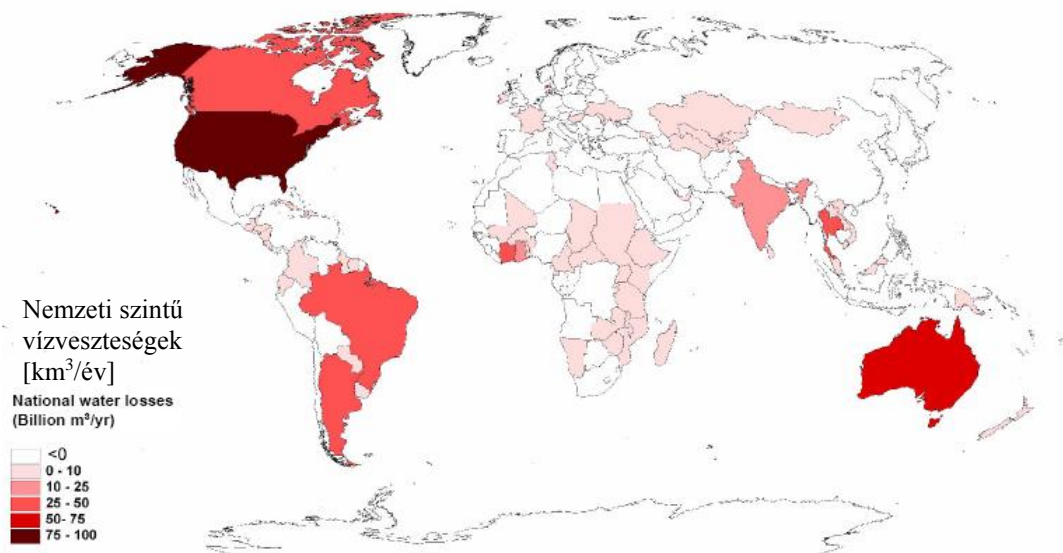 Nemzeti szintű
vízveszteségek
[km³/év]
National water losses
(Billion m³/yr)
<0
0 - 10
10 - 25
25 - 50
50- 75
75 - 100